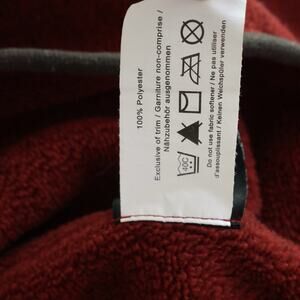 100% Polyester
Exclusive of trim / Garniture non-comprise /
Nähzubehör ausgenommen
40C
Do not use fabric softener / Ne pas utiliser
d'assouplissant / Keinen Weichspüler verwenden